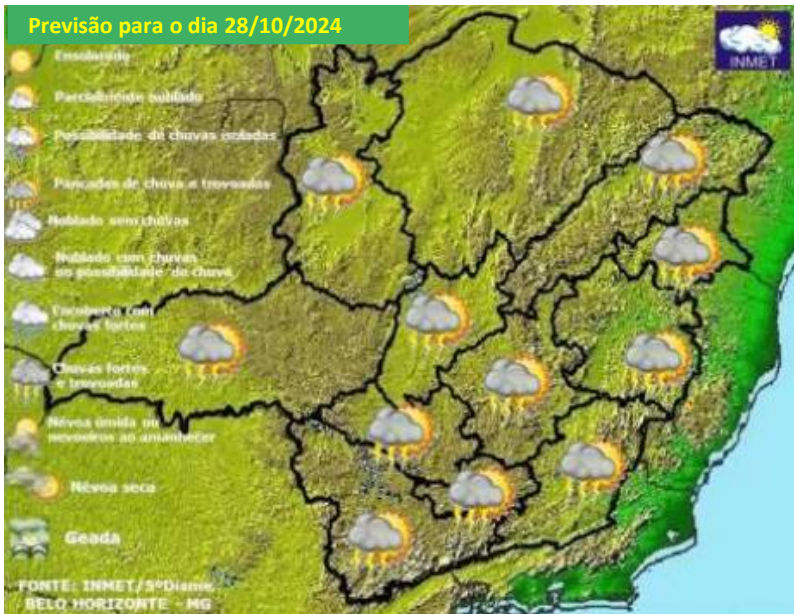 Previsão para o dia 28/10/2024
INMET
Ensolarado
Parcialmente nublado
Possibilidade de chuvas isoladas
Pancadas de chuva e trovoadas
Nublado sem chuvas
Nublado com chuvas
ou possibilidade de chuva
Encoberto com
chuvas fortes
Chuvas fortes
e trovoadas
Névoa úmida ou
nevoeiros ao amanhecer
Névoa seca
Geada
FONTE: INMET/5ºDisme.
BELO HORIZONTE - MG